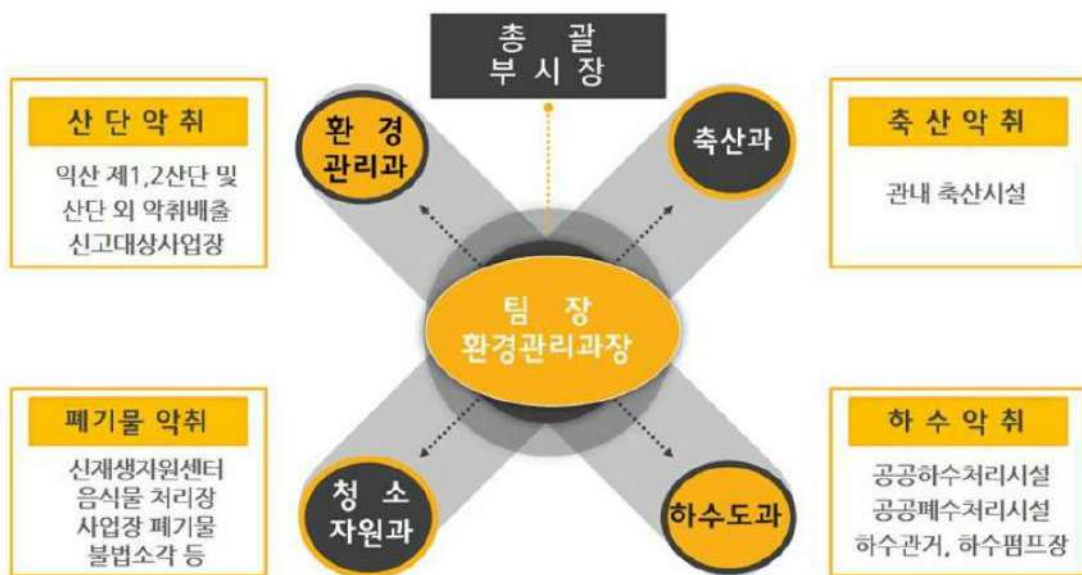 총 괄
부 시 장
산 단 악 취
익산 제1,2산단 및
산단 외 악취배출
신고대상사업장
환 경
관리과
축산과
축 산 악 취
관내 축산시설
팀 장
환경관리과장
폐기물 악취
신재생자원센터
음식물 처리장
사업장 폐기물
불법소각 등
청 소
자원과
하수도과
하 수 악 취
공공하수처리시설
공공폐수처리시설
하수관거, 하수펌프장